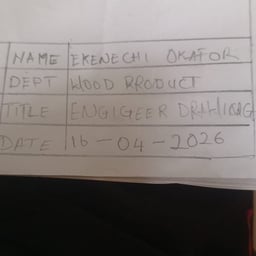 NAME EKENECHI OKAFOR
DEPT WOOD PRODUCT
TITLE ENGIGEER DRAWING
DATE 16-04-2026